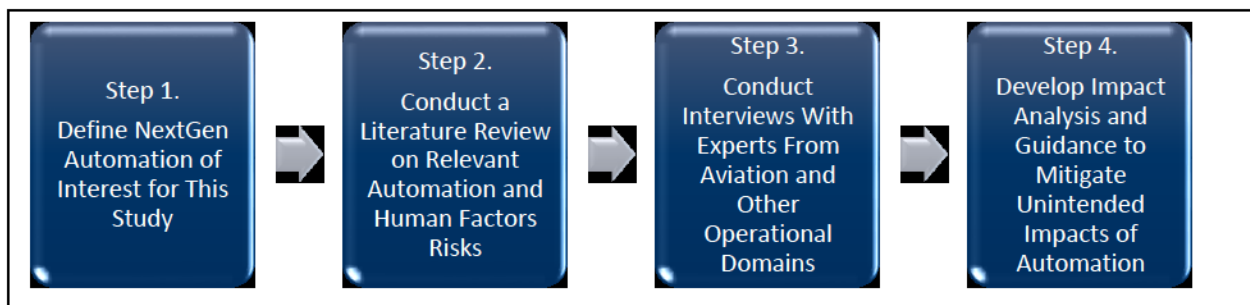 Step 1.
Define NextGen
Automation of
Interest for This
Study
Step 2.
Conduct a
Literature Review
on Relevant
Automation and
Human Factors
Risks
Step 3.
Conduct
Interviews With
Experts From
Aviation and
Other
Operational
Domains
Step 4.
Develop Impact
Analysis and
Guidance to
Mitigate
Unintended
Impacts of
Automation